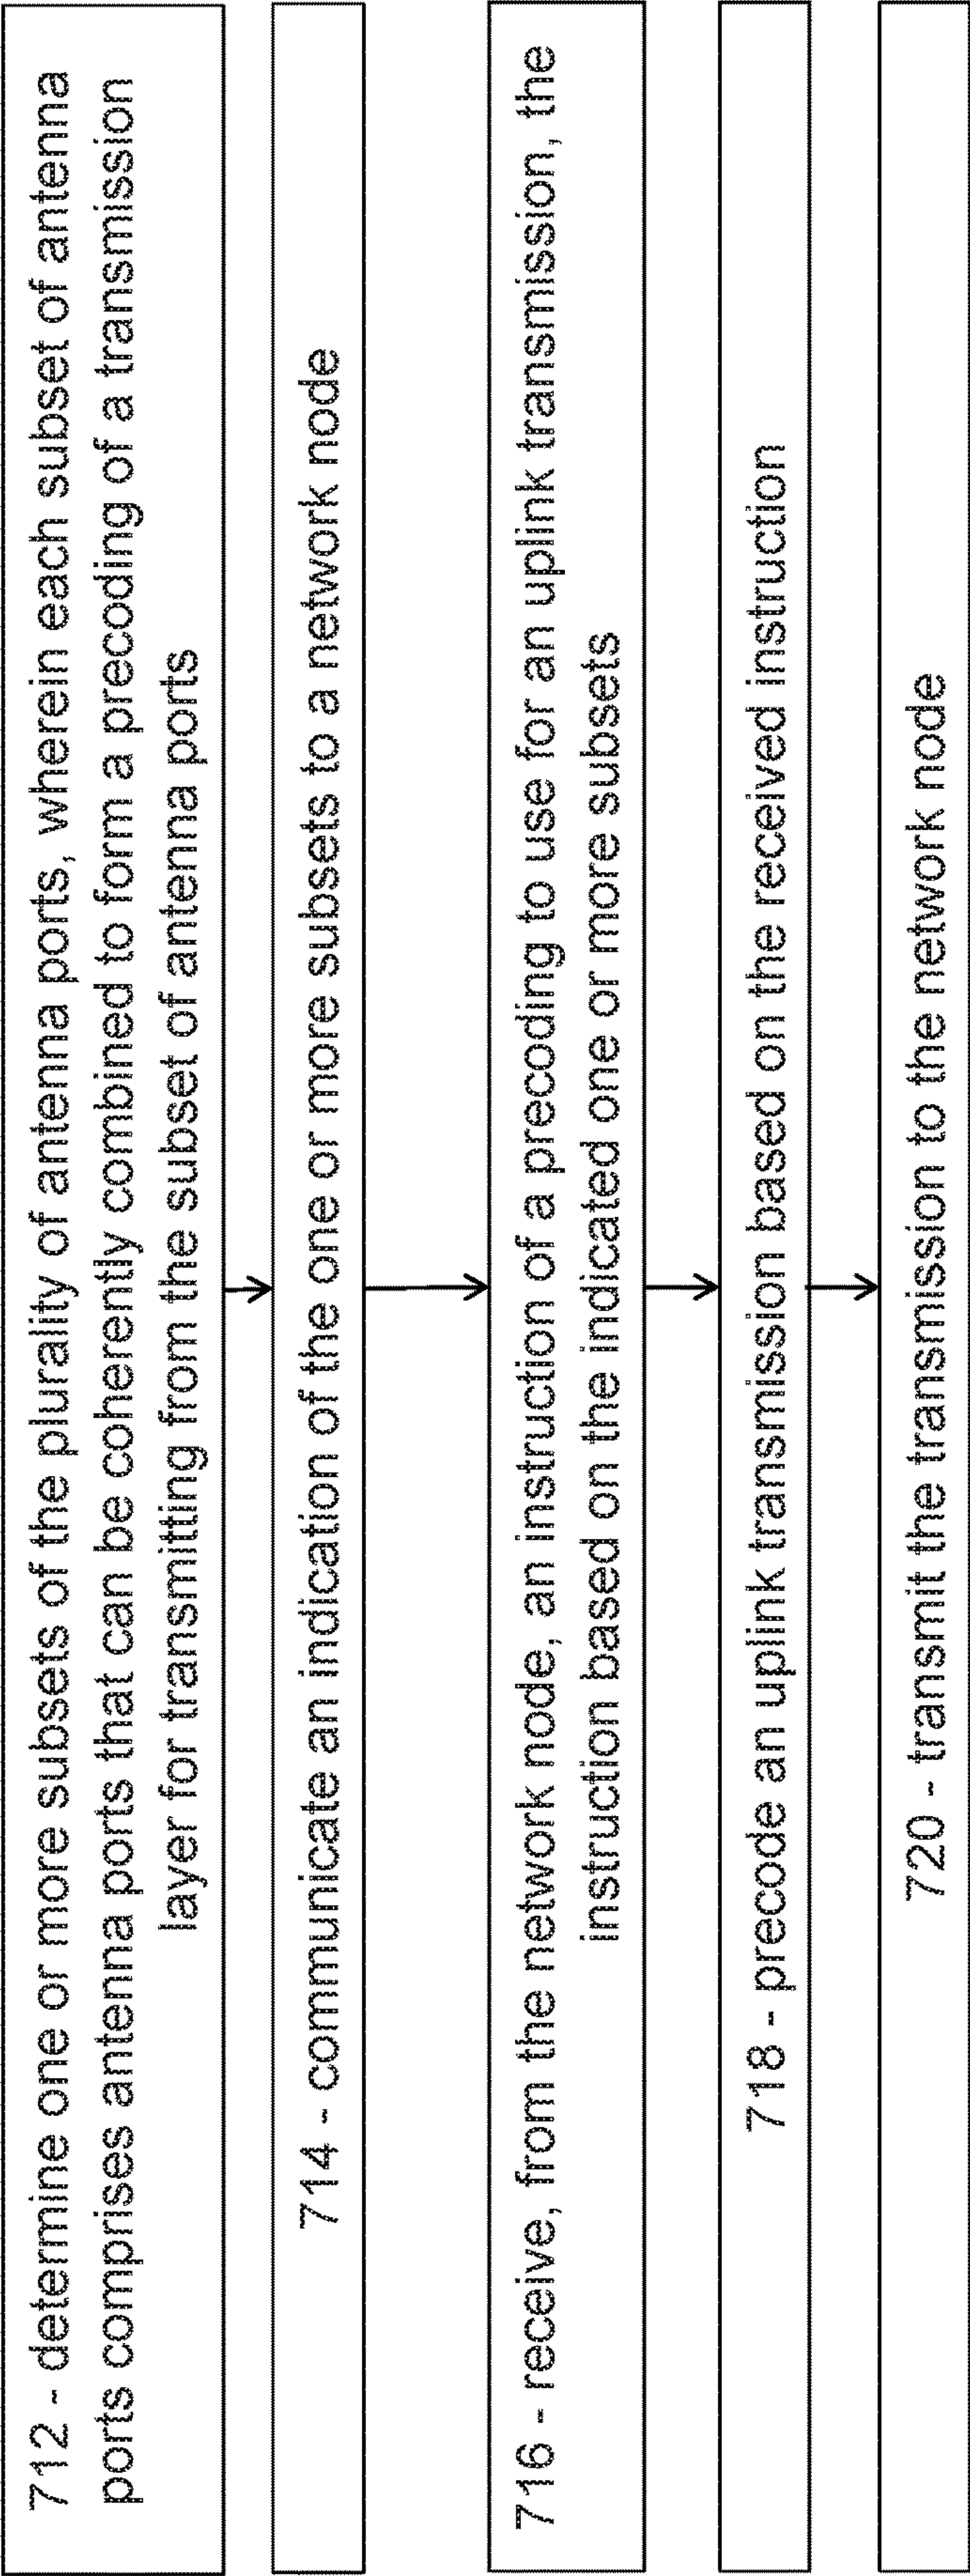 712 - determine one or more subsets of the plurality of antenna ports, wherein each subset of antenna
ports comprises antenna ports that can be coherently combined to form a precoding of a transmission
layer for transmitting from the subset of antenna ports
714 - communicate an indication of the one or more subsets to a network node
716 - receive, from the network node, an instruction of a precoding to use for an uplink transmission, the
instruction based on the indicated one or more subsets
718 - precode an uplink transmission based on the received instruction
720 - transmit the transmission to the network node